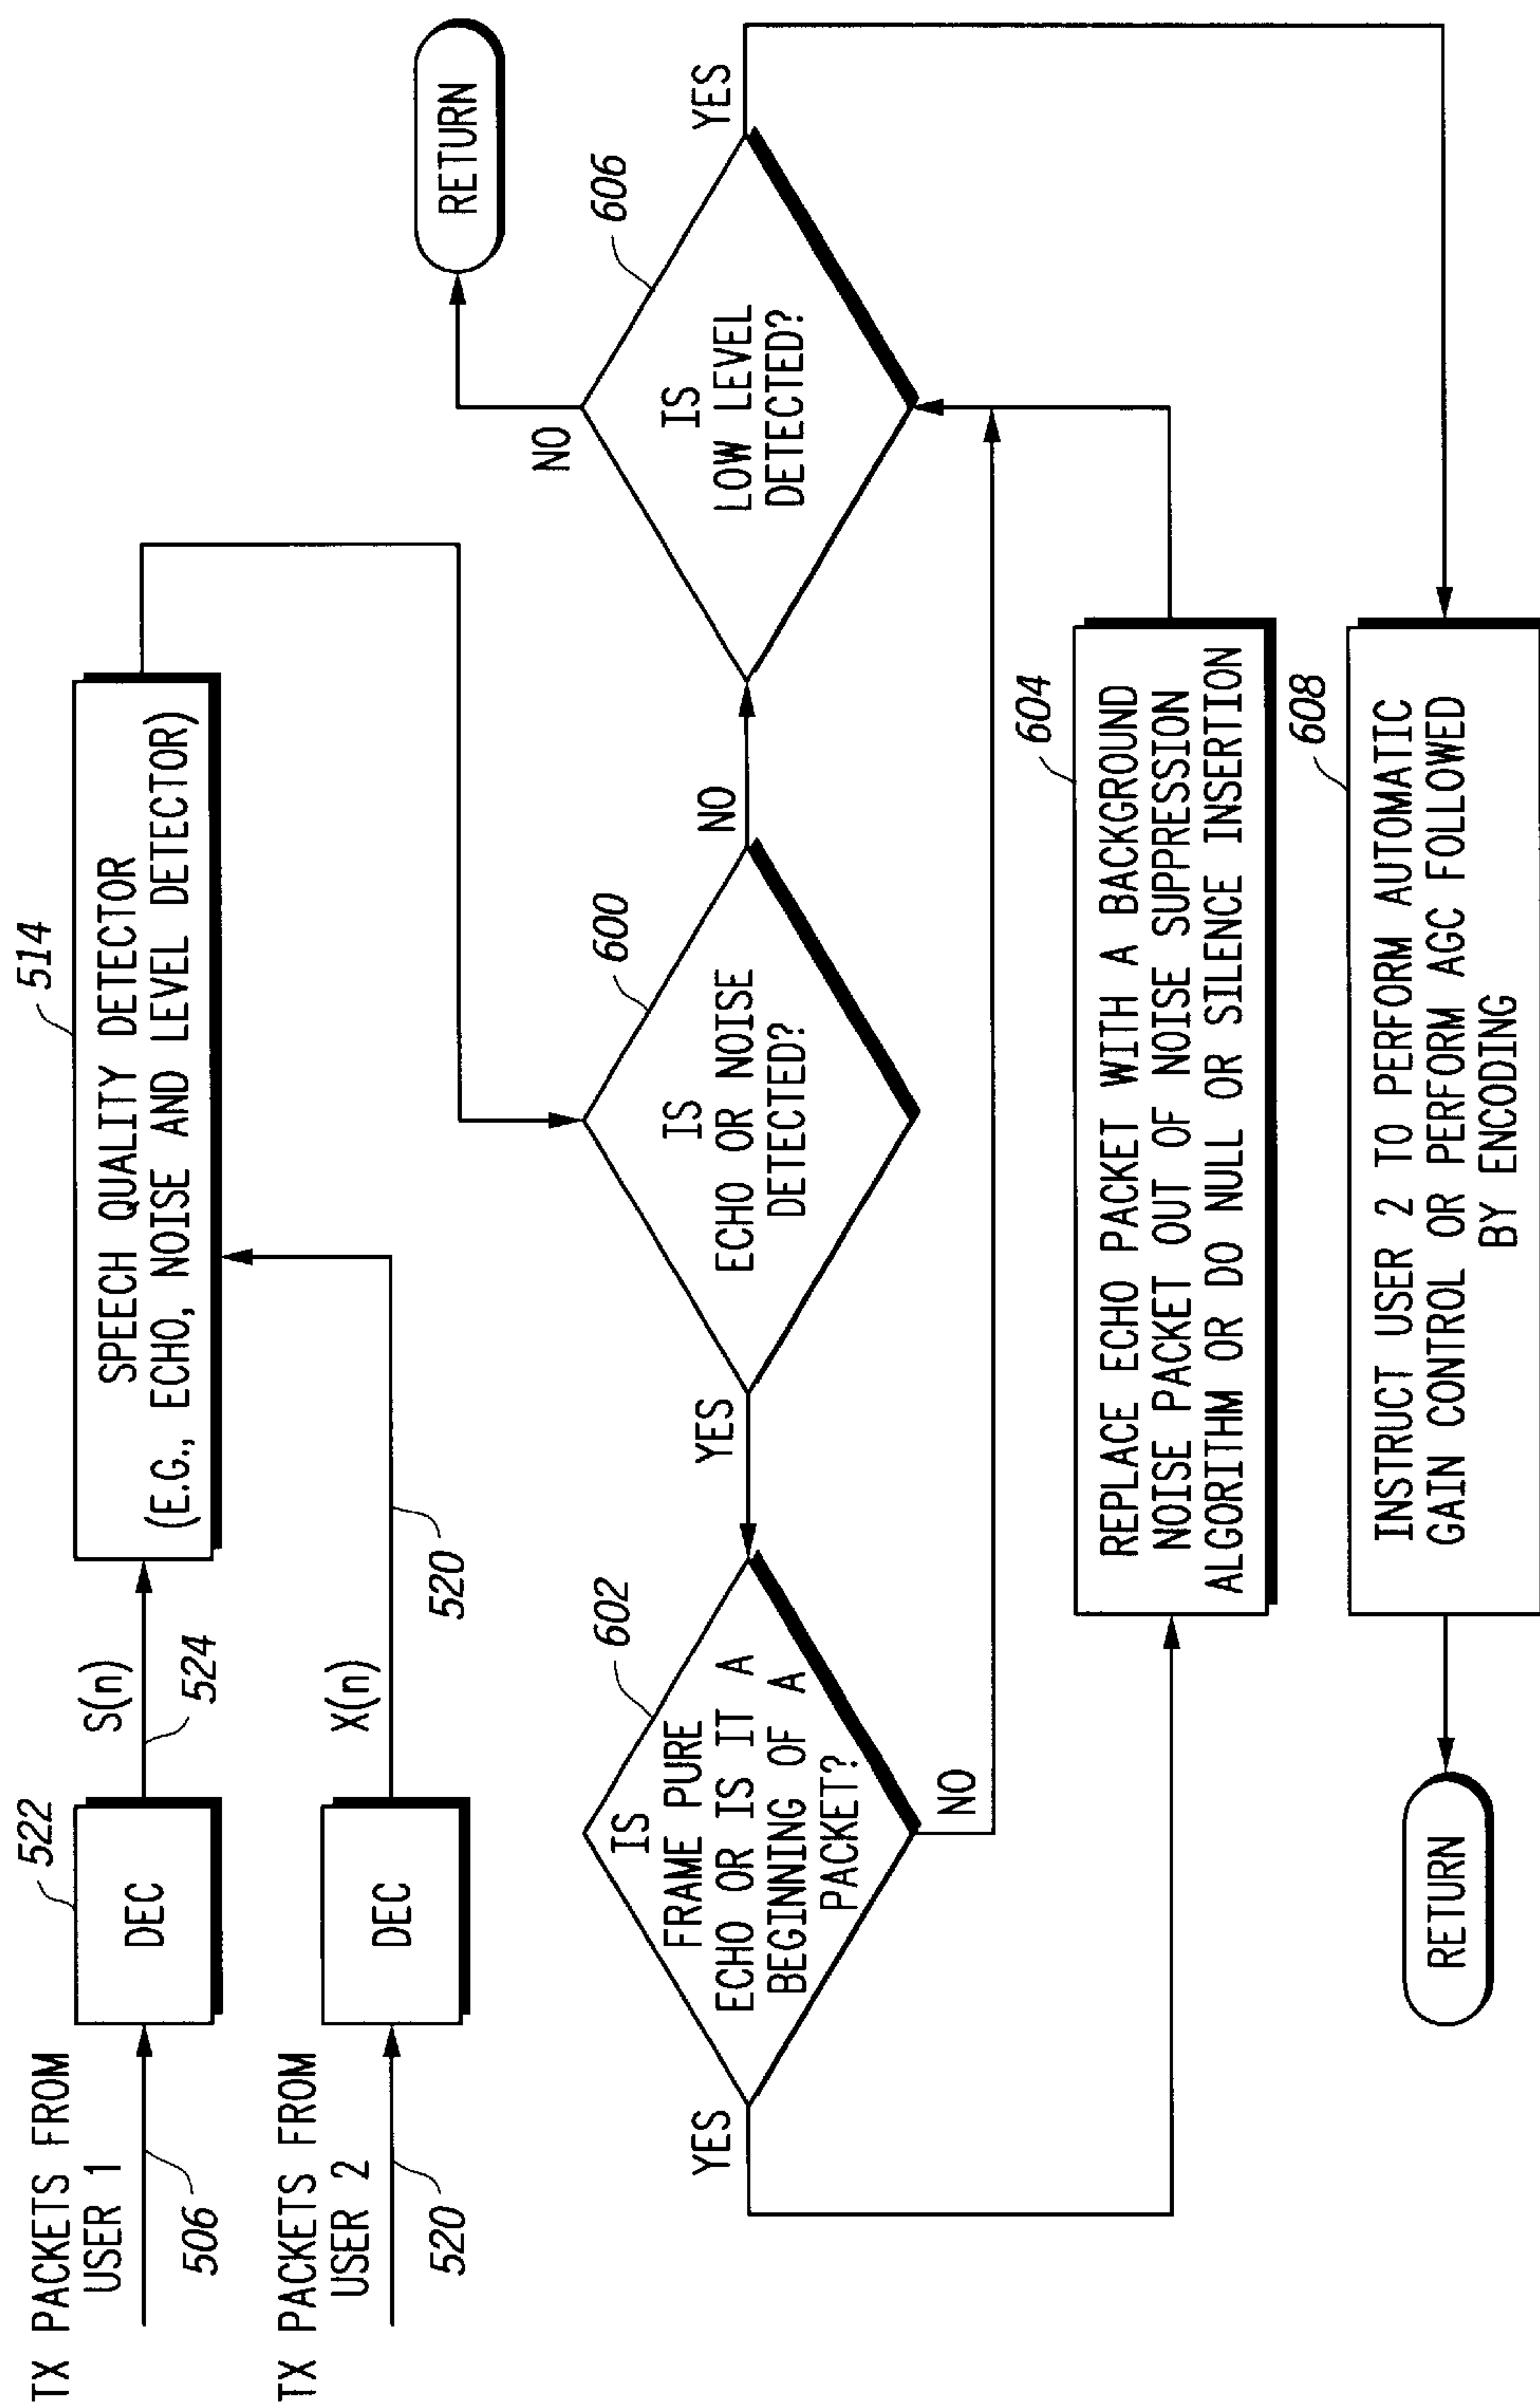 TX PACKETS FROM
USER 1
506
522
DEC
S(n)
524
514
SPEECH QUALITY DETECTOR
(E.G., ECHO, NOISE AND LEVEL DETECTOR)
TX PACKETS FROM
USER 2
520
DEC
X(n)
520
RETURN
602
IS
FRAME PURE
ECHO OR IS IT A
BEGINNING OF A
PACKET?
YES
NO
YES
600
IS
ECHO OR NOISE
DETECTED?
NO
606
IS
LOW LEVEL
DETECTED?
NO
YES
604
REPLACE ECHO PACKET WITH A BACKGROUND
NOISE PACKET OUT OF NOISE SUPPRESSION
ALGORITHM OR DO NULL OR SILENCE INSERTION
608
INSTRUCT USER 2 TO PERFORM AUTOMATIC
GAIN CONTROL OR PERFORM AGC FOLLOWED
BY ENCODING
RETURN